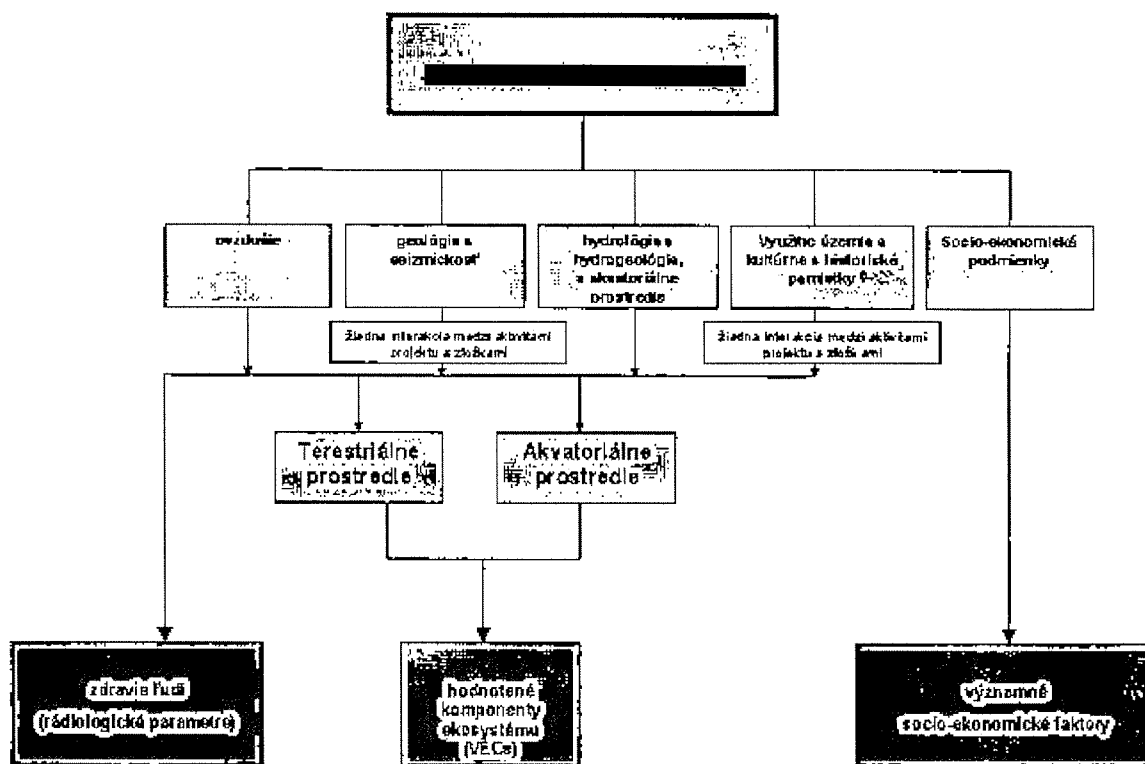 ovzdušie
geológia a
seizmickosť
hydrológia a
hydrogeológia,
a akvatoriálne
prostredie
Využitie územia a
kultúrne a historické
pamiatky
Socio-ekonomické
podmienky
Žiadna interakcia medzi aktivitami
projektu a zložkami
Žiadna interakcia medzi aktivitami
projektu a zložkami
Terestriálne
prostredie
Akvatoriálne
prostredie
zdravie ľudí
(rádiologické parametre)
hodnotené
komponenty
ekosystému
(VECs)
významné
socio-ekonomické faktory